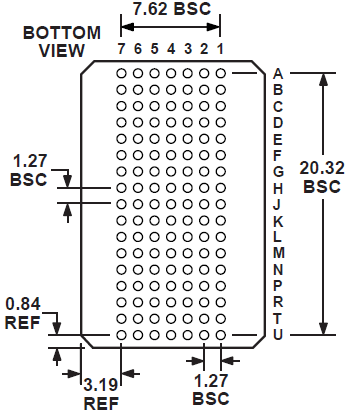 7.62 BSC
BOTTOM
VIEW
7 6 5 4 3 2 1
A
B
C
D
E
F
G
H
J
K
L
M
N
P
R
T
U
1.27
BSC
20.32
BSC
0.84
REF
3.19
REF
1.27
BSC